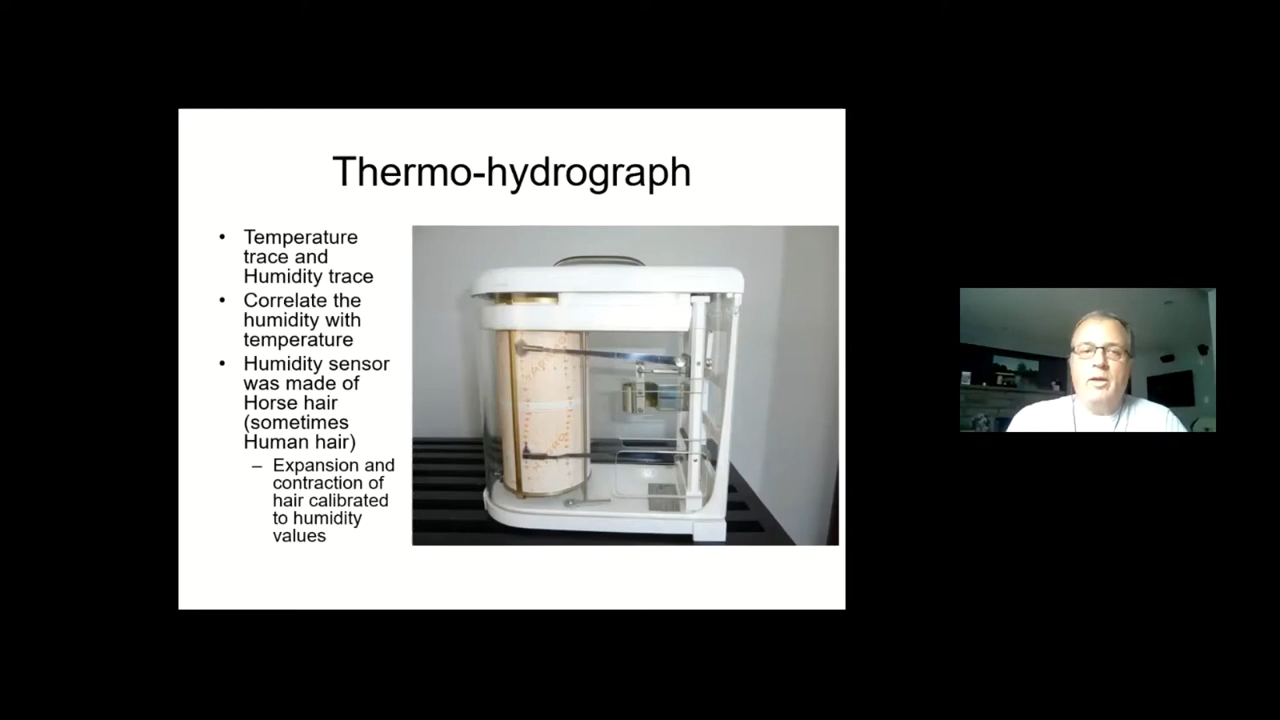 Thermo-hydrograph
• Temperature
trace and
Humidity trace
• Correlate the
humidity with
temperature
• Humidity sensor
was made of
Horse hair
(sometimes
Human hair)
– Expansion and
contraction of
hair calibrated
to humidity
values